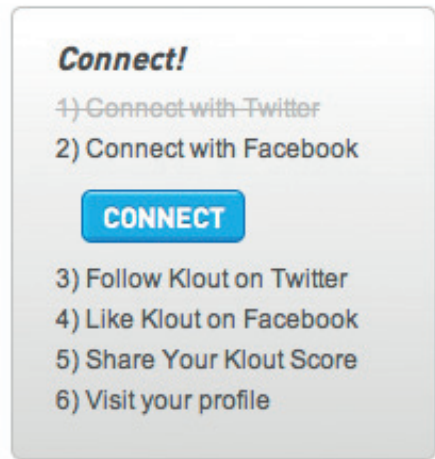 Connect!
1) Connect with Twitter
2) Connect with Facebook
CONNECT
3) Follow Klout on Twitter
4) Like Klout on Facebook
5) Share Your Klout Score
6) Visit your profile